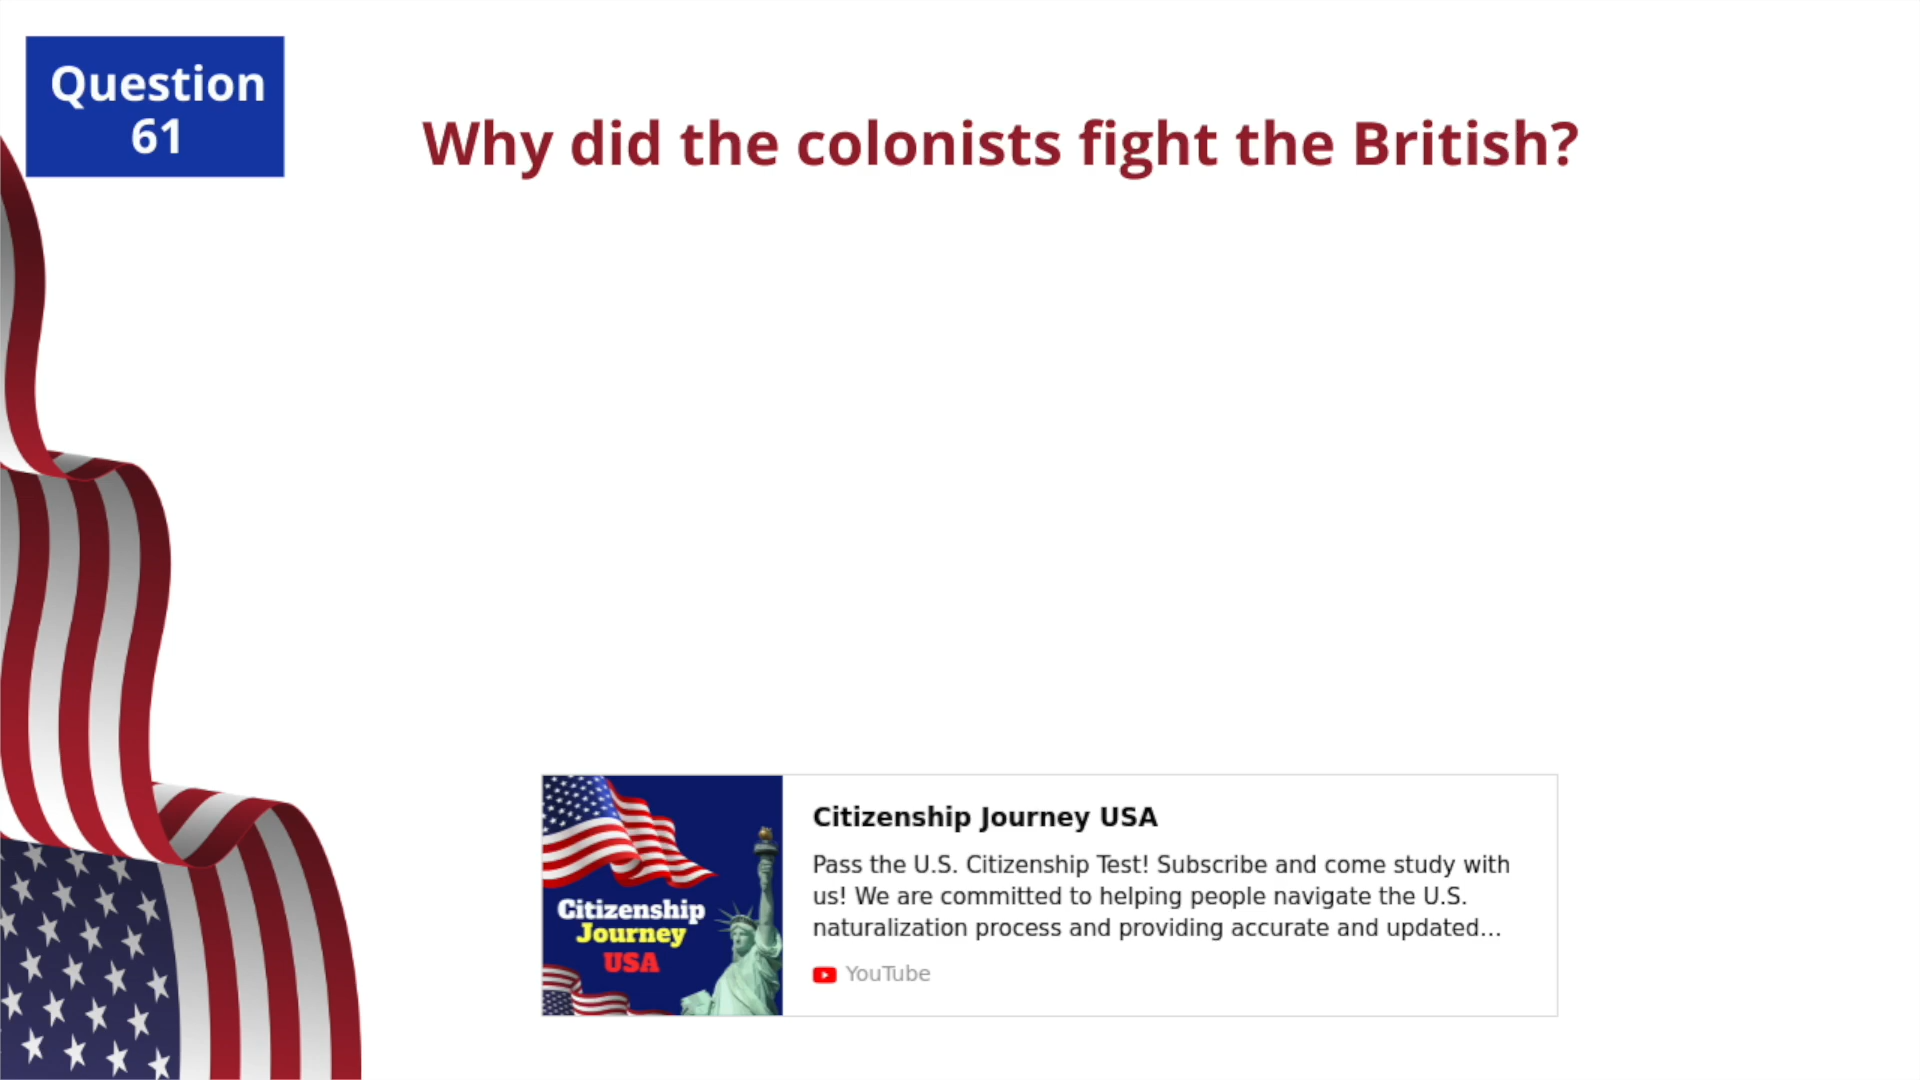 Question
61
Why did the colonists fight the British?
Citizenship
Journey
USA
Citizenship Journey USA
Pass the U.S. Citizenship Test! Subscribe and come study with
us! We are committed to helping people navigate the U.S.
naturalization process and providing accurate and updated...
YouTube